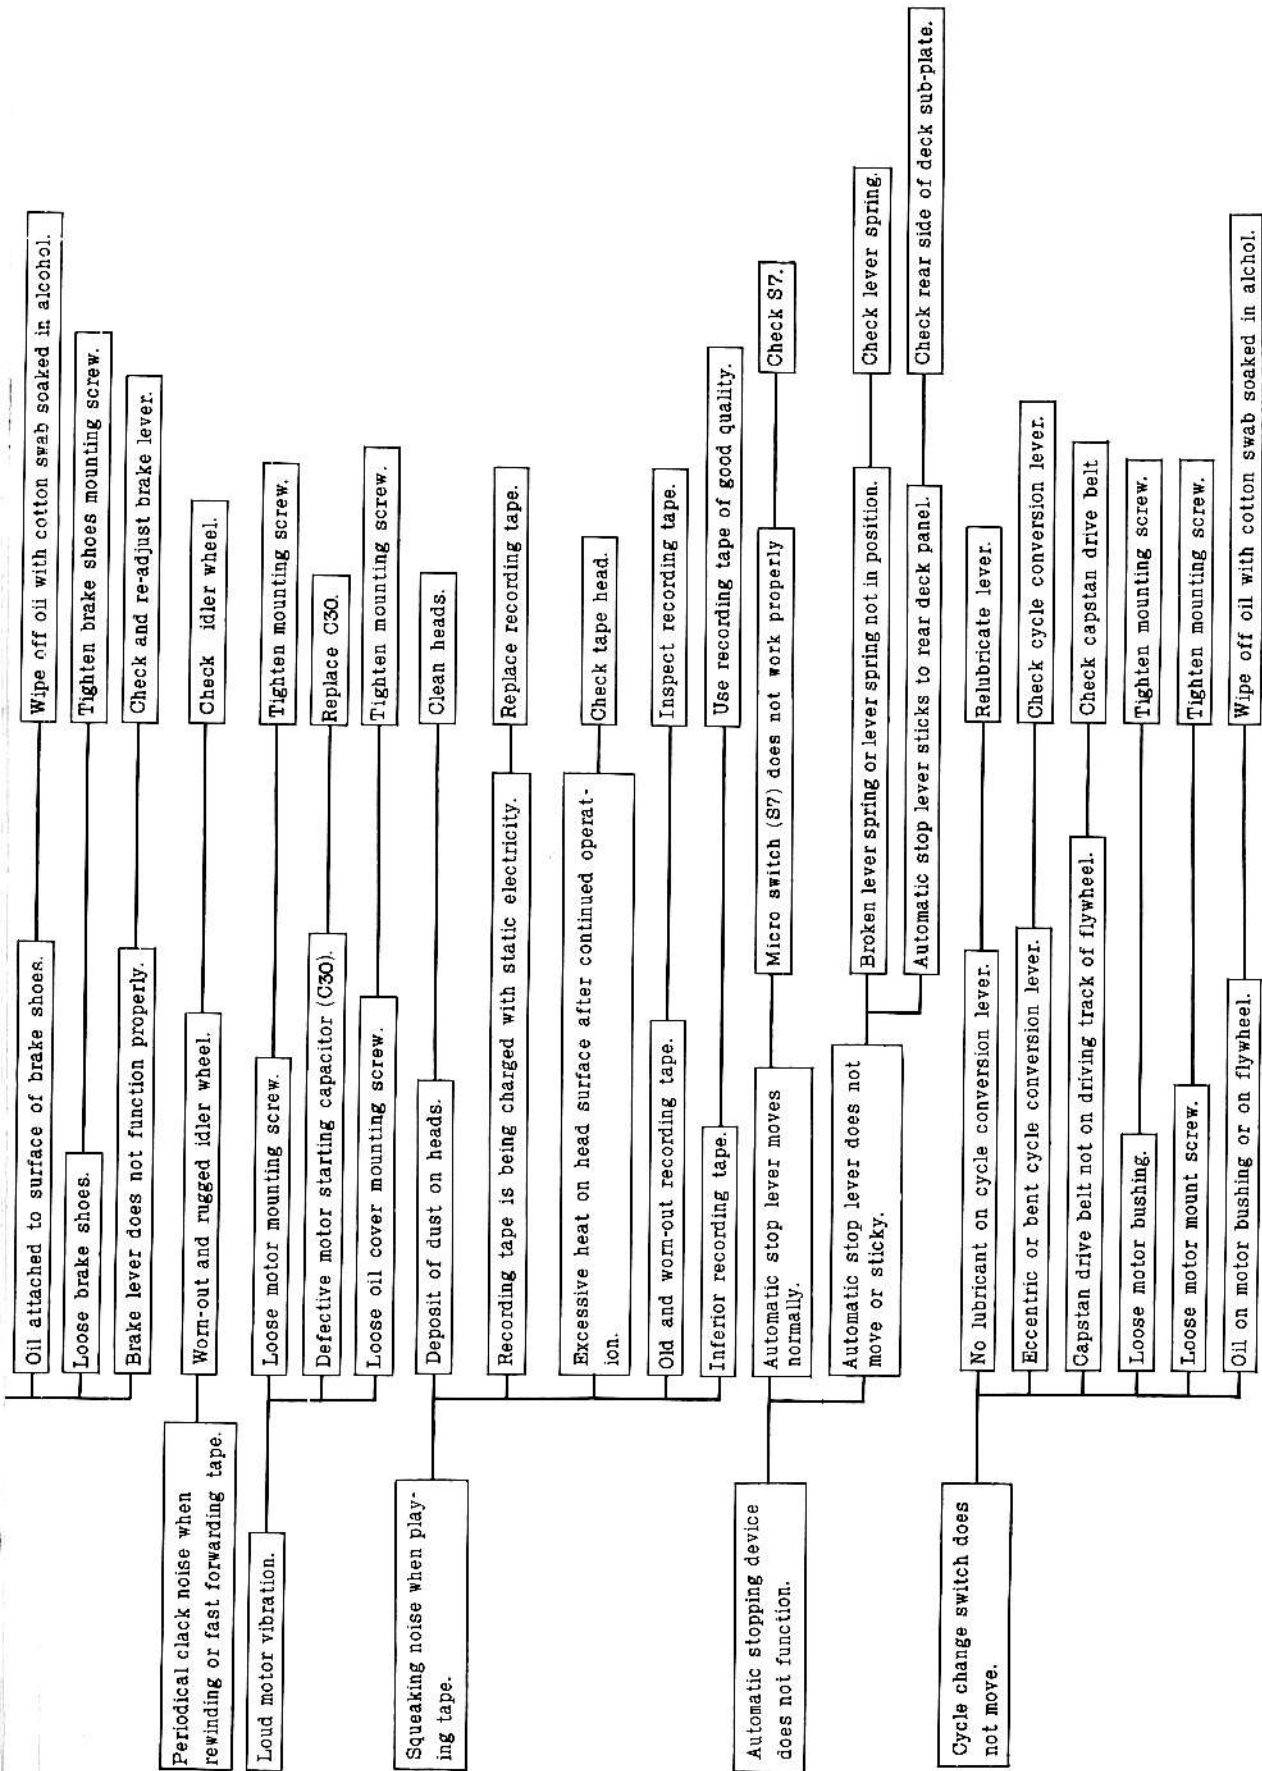 Oil attached to surface of brake shoes.
Wipe off oil with cotton swab soaked in alcohol.
Loose brake shoes.
Tighten brake shoes mounting screw.
Brake lever does not function properly.
Check and re-adjust brake lever.
Periodical clack noise when
rewinding or fast forwarding tape.
Worn-out and rugged idler wheel.
Check idler wheel.
Loud motor vibration.
Loose motor mounting screw.
Tighten mounting screw.
Defective motor starting capacitor (C30).
Replace C30.
Loose oil cover mounting screw.
Tighten mounting screw.
Squeaking noise when play-
ing tape.
Deposit of dust on heads.
Clean heads.
Recording tape is being charged with static electricity.
Replace recording tape.
Excessive heat on head surface after continued operat-
ion.
Check tape head.
Old and worn-out recording tape.
Inspect recording tape.
Inferior recording tape.
Use recording tape of good quality.
Automatic stopping device
does not function.
Automatic stop lever moves
normally.
Micro switch (S7) does not work properly
Check S7.
Automatic stop lever does not
move or sticky.
Broken lever spring or lever spring not in position.
Check lever spring.
Automatic stop lever sticks to rear deck panel.
Check rear side of deck sub-plate.
Cycle change switch does
not move.
No lubricant on cycle conversion lever.
Relubricate lever.
Eccentric or bent cycle conversion lever.
Check cycle conversion lever.
Capstan drive belt not on driving track of flywheel.
Check capstan drive belt
Loose motor bushing.
Tighten mounting screw.
Loose motor mount screw.
Tighten mounting screw.
Oil on motor bushing or on flywheel.
Wipe off oil with cotton swab soaked in alchol.